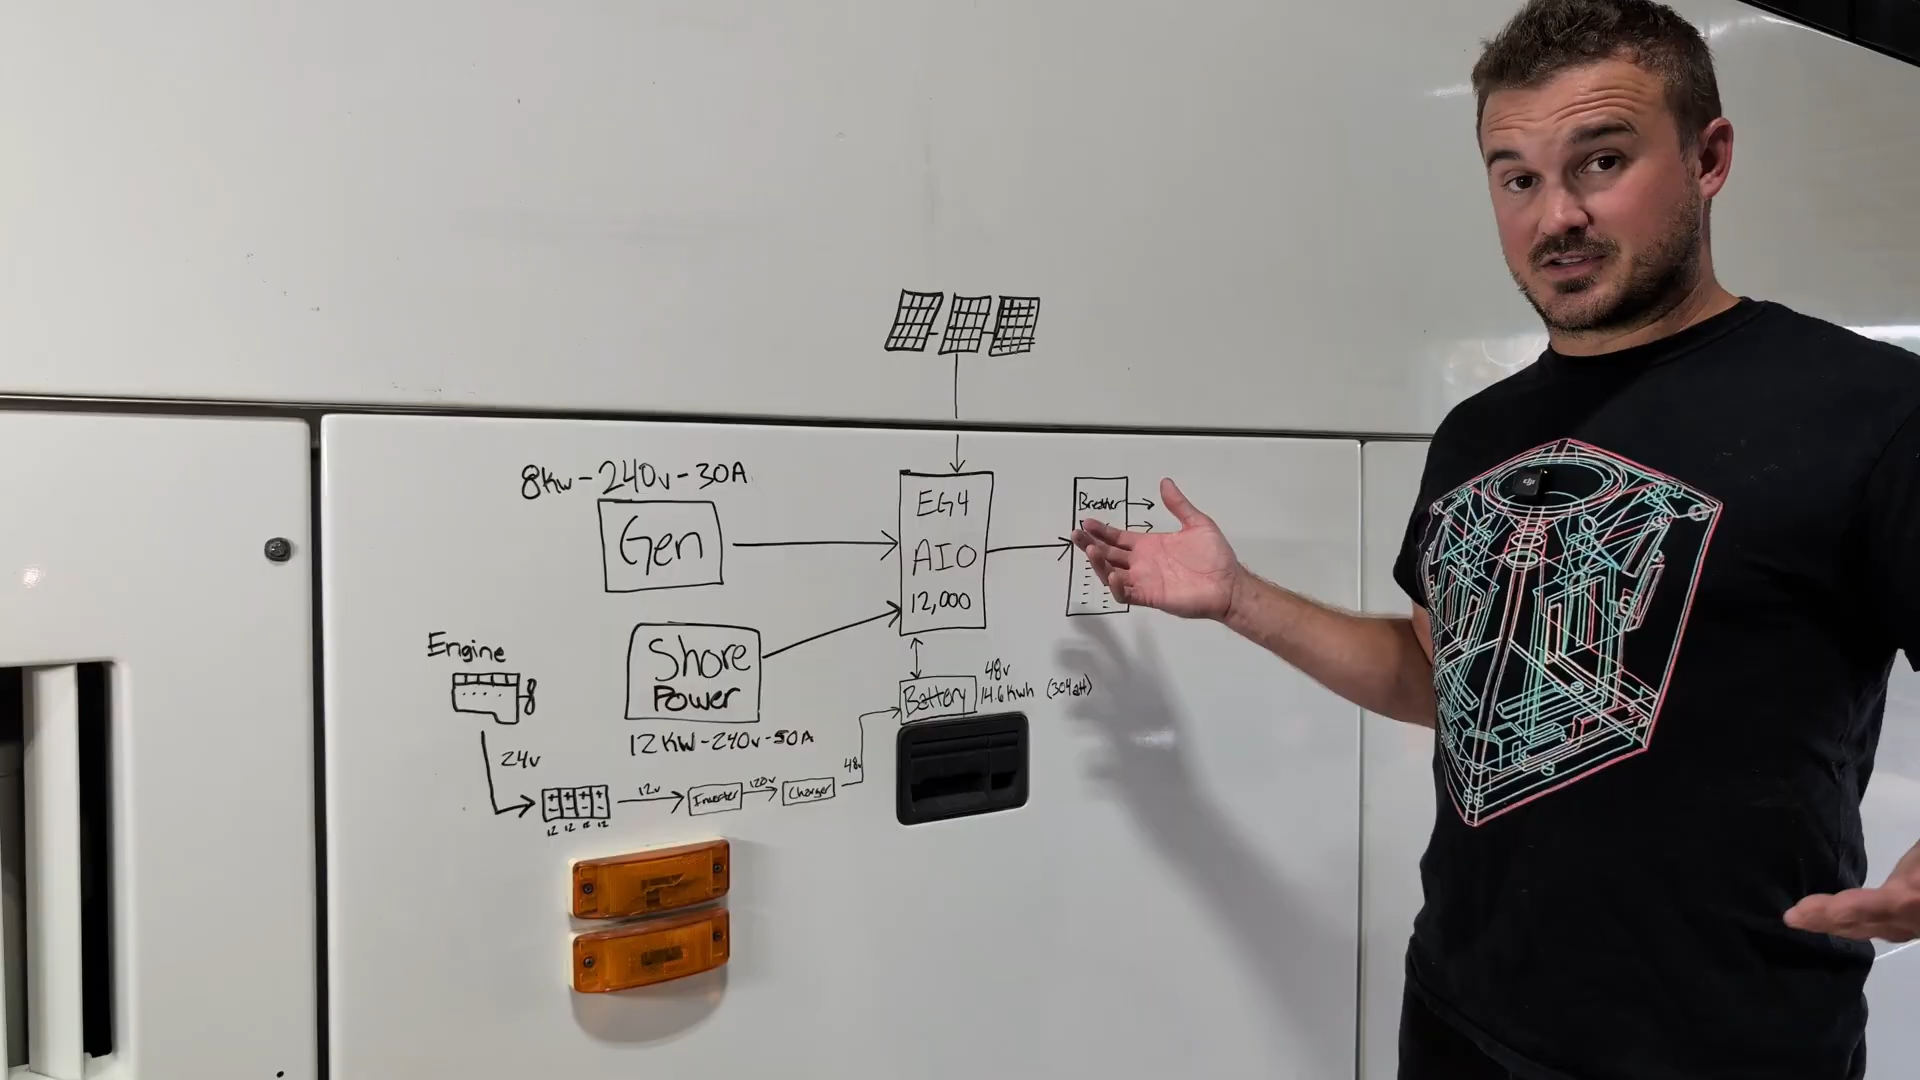 8Kw-240v-30A
Gen
EG4
AIO
12,000
Breaker
Engine
Shore
Power
12KW-240v-50A
Battery
48v
14.6Kwh (304aH)
24v
12v
Inverter
120v
Charger
48v
12 12 12 12